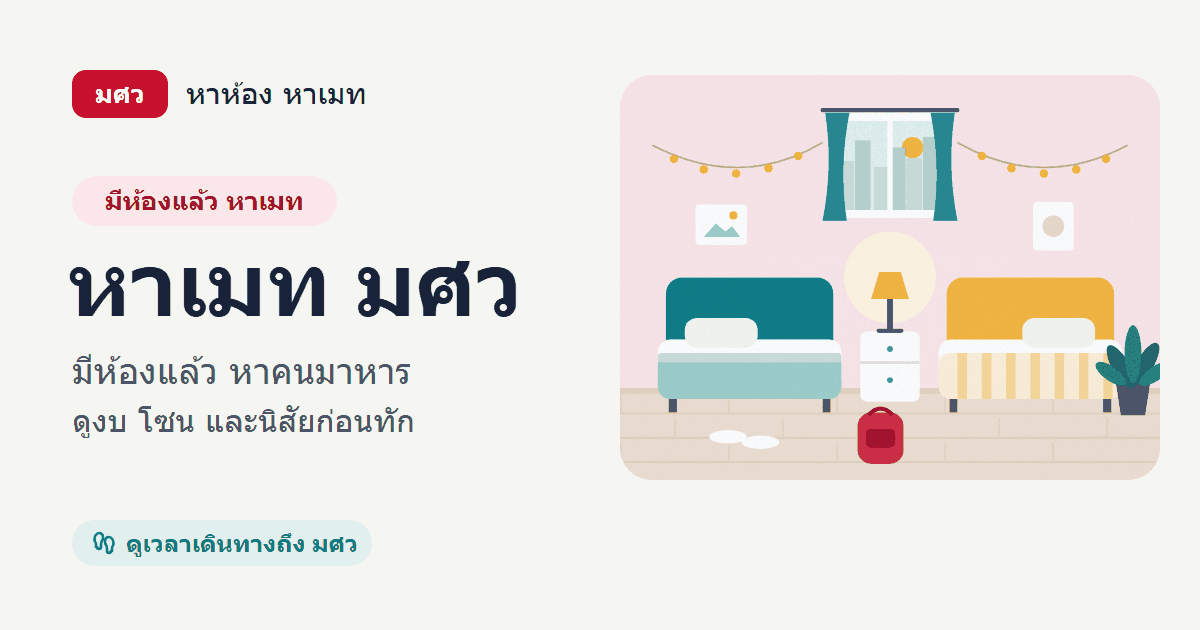 มศว หาห้อง หาเมท
มีห้องแล้ว หาเมท
หาเมท มศว
มีห้องแล้ว หาคนมาหาร
ดูงบ โซน และนิสัยก่อนทัก
ดูเวลาเดินทางถึง มศว